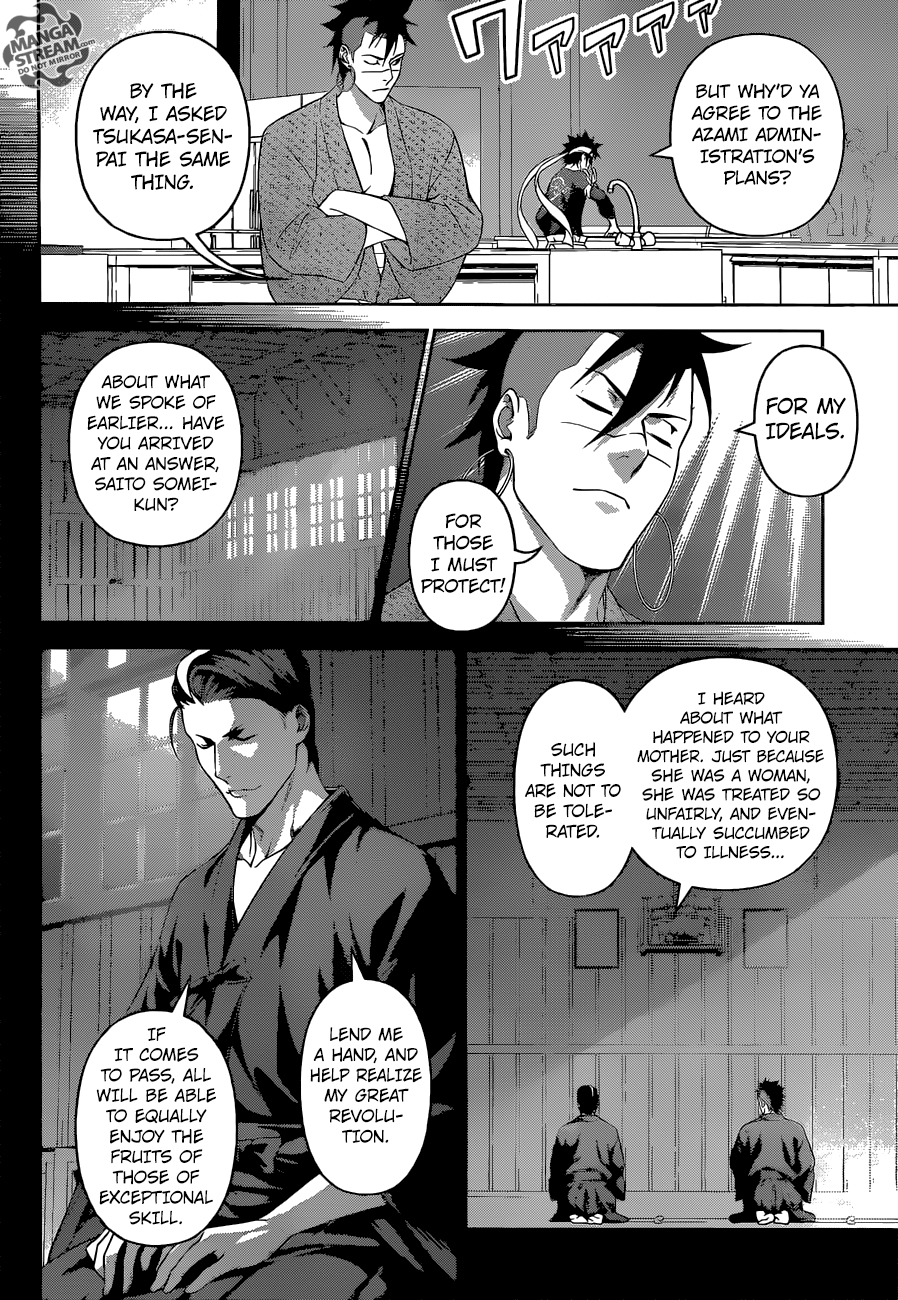 MANGA
STREAM.com
DO NOT MIRROR!
ワァァァァ
BUT WHY'D YA
AGREE TO THE
AZAMI ADMIN-
ISTRATION'S
PLANS?
BY THE
WAY, I ASKED
TSUKASA-SEN-
PAI THE SAME
THING.
FOR MY
IDEALS.
FOR
THOSE
I MUST
PROTECT!
ABOUT WHAT
WE SPOKE OF
EARLIER... HAVE
YOU ARRIVED
AT AN ANSWER,
SAITO SOMEI-
KUN?
I HEARD
ABOUT WHAT
HAPPENED TO YOUR
MOTHER. JUST BECAUSE
SHE WAS A WOMAN,
SHE WAS TREATED SO
UNFAIRLY, AND EVEN-
TUALLY SUCCUMBED
TO ILLNESS...
SUCH
THINGS
ARE NOT TO
BE TOLE-
RATED.
LEND ME
A HAND, AND
HELP REALIZE
MY GREAT
REVOLU-
TION.
IF
IT COMES
TO PASS, ALL
WILL BE ABLE
TO EQUALLY
ENJOY THE
FRUITS OF
THOSE OF
EXCEPTIONAL
SKILL.